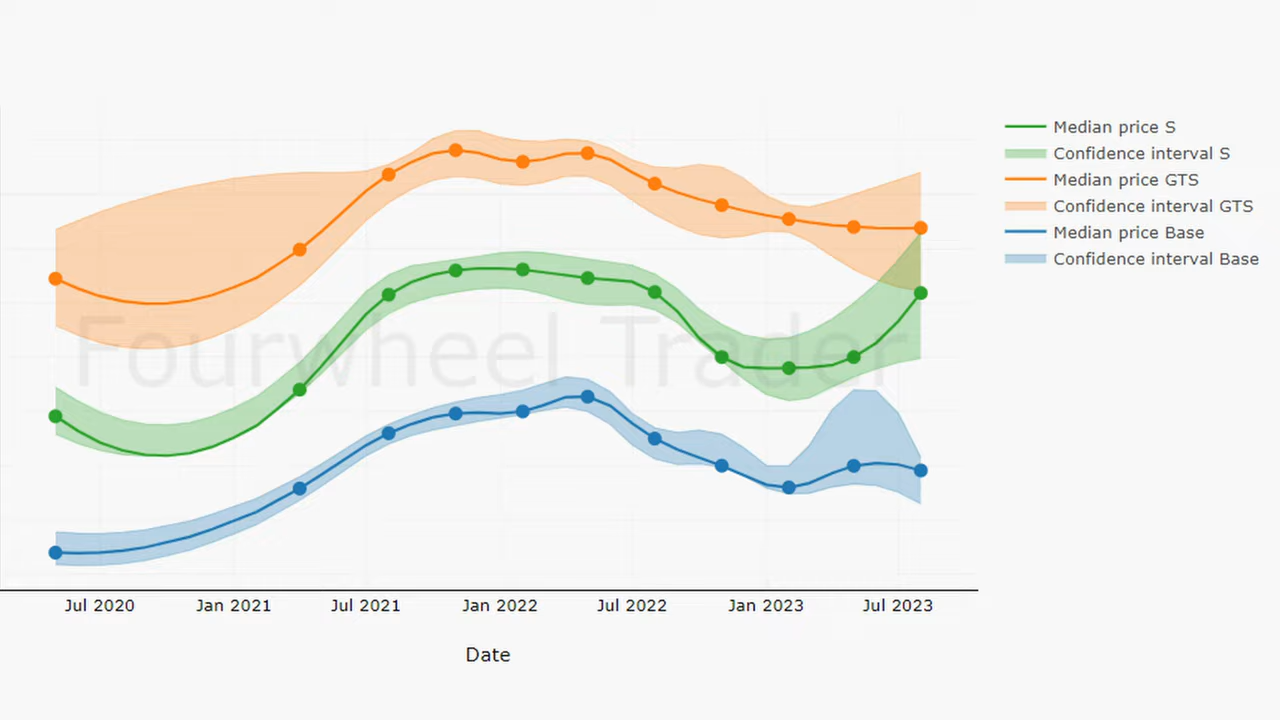 Median price S
Confidence interval S
Median price GTS
Confidence interval GTS
Median price Base
Confidence interval Base
Fourwheel Trader
Jul 2020 Jan 2021 Jul 2021 Jan 2022 Jul 2022 Jan 2023 Jul 2023
Date